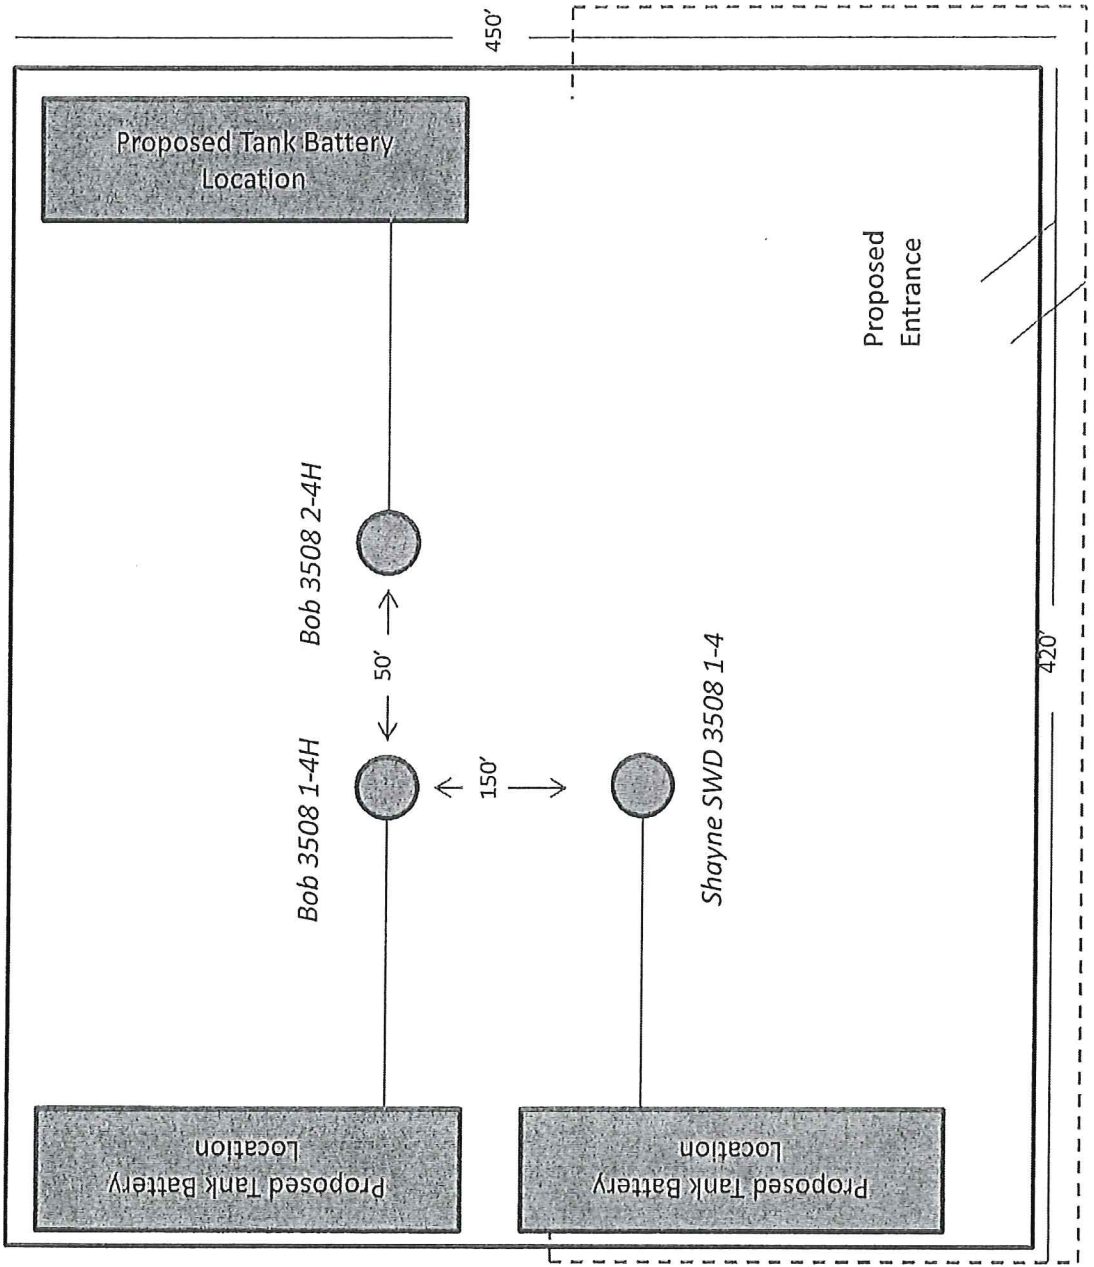 450'
Proposed Tank Battery
Location
Proposed
Entrance
Bob 3508 2-4H
50'
Bob 3508 1-4H
150'
Shayne SWD 3508 1-4
420'
Proposed Tank Battery
Location
Proposed Tank Battery
Location